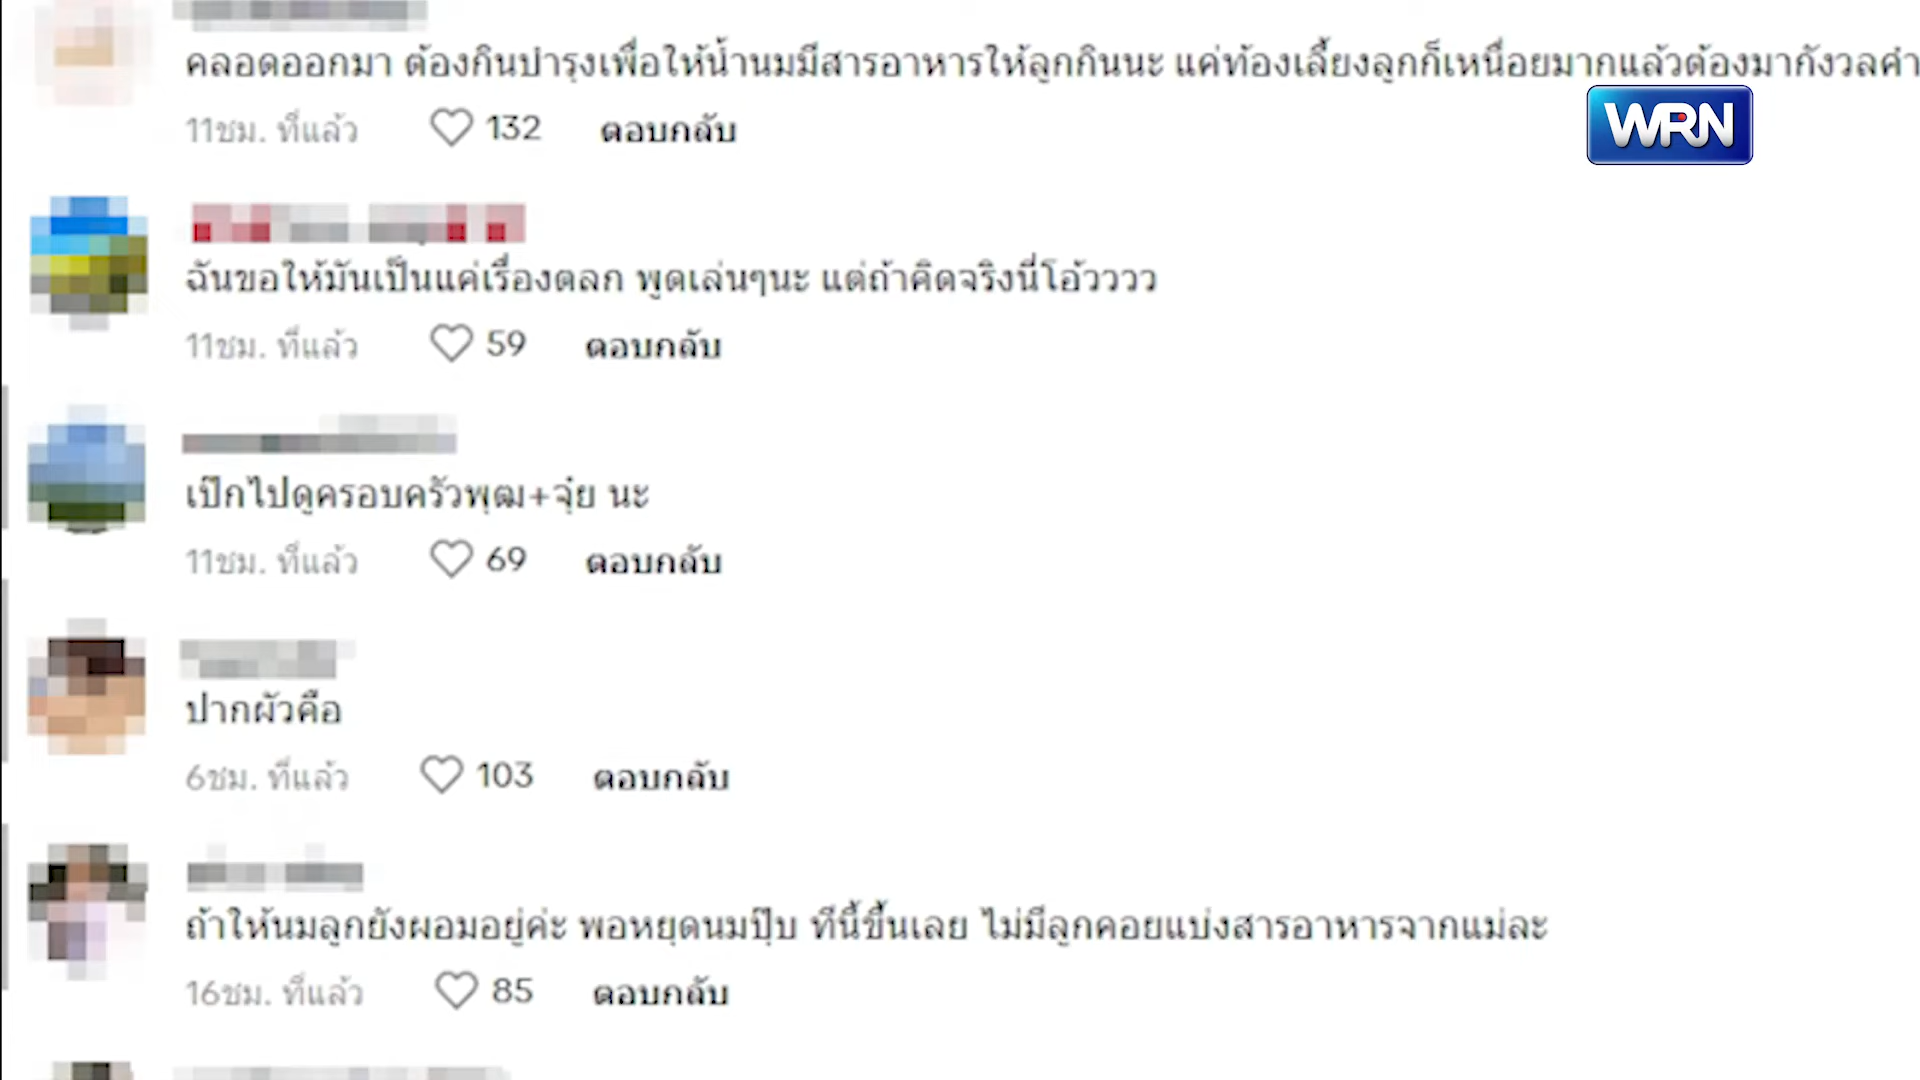 คลอดออกมา ต้องกินบำรุงเพื่อให้น้ำนมมีสารอาหารให้ลูกกินนะ แค่ท้องเลี้ยงลูกก็เหนื่อยมากแล้วต้องมากังวลคำ
11ชม. ที่แล้ว 132 ตอบกลับ
WRN
ฉันขอให้มันเป็นแค่เรื่องตลก พูดเล่นๆนะ แต่ถ้าคิดจริงนี่โอ้วววว
11ชม. ที่แล้ว 59 ตอบกลับ
เป๊กไปดูครอบครัวพุฒ+จุ๋ย นะ
11ชม. ที่แล้ว 69 ตอบกลับ
ปากผัวคือ
6ชม. ที่แล้ว 103 ตอบกลับ
ถ้าให้นมลูกยังผอมอยู่ค่ะ พอหยุดนมปุ๊บ ทีนี้ขึ้นเลย ไม่มีลูกคอยแบ่งสารอาหารจากแม่ละ
16ชม. ที่แล้ว 85 ตอบกลับ